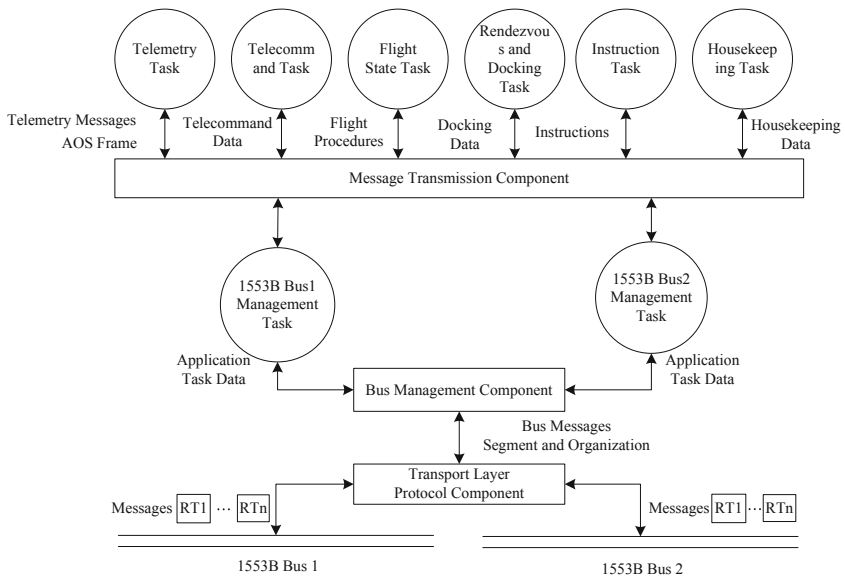 Telemetry
Task
Telecomm
and Task
Flight
State Task
Rendezvou
s and
Docking
Task
Instruction
Task
Housekeep
ing Task
Telemetry Messages
AOS Frame
Telecommand
Data
Flight
Procedures
Docking
Data
Instructions
Housekeeping
Data
Message Transmission Component
1553B Bus1
Management
Task
1553B Bus2
Management
Task
Application
Task Data
Application
Task Data
Bus Management Component
Bus Messages
Segment and Organization
Transport Layer
Protocol Component
Messages RT1 ··· RTn
Messages RT1 ··· RTn
1553B Bus 1
1553B Bus 2